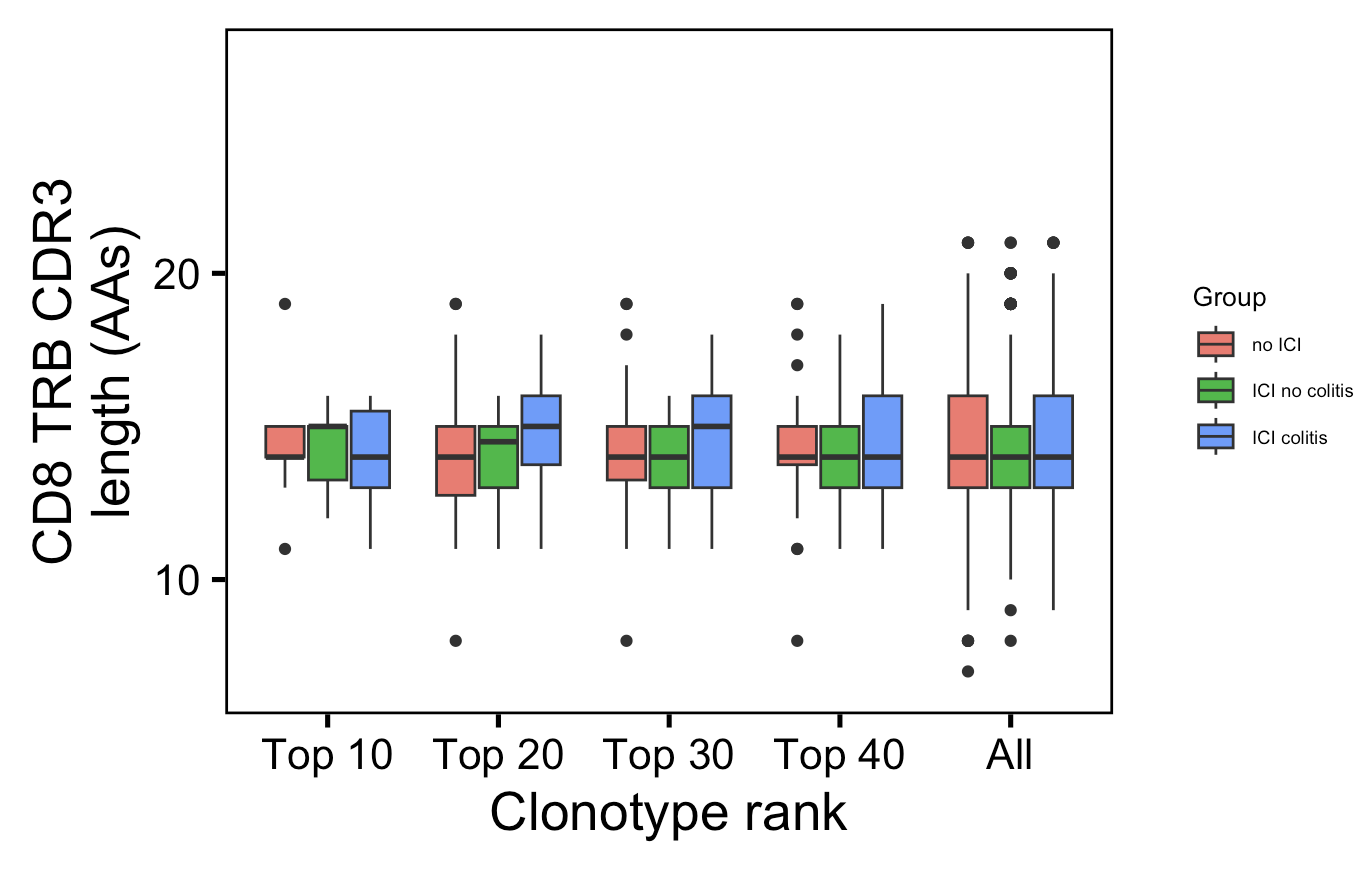 CD8 TRB CDR3
length (AAs)
20
10
Top 10
Top 20
Top 30
Top 40
All
Clonotype rank
Group
no ICI
ICI no colitis
ICI colitis